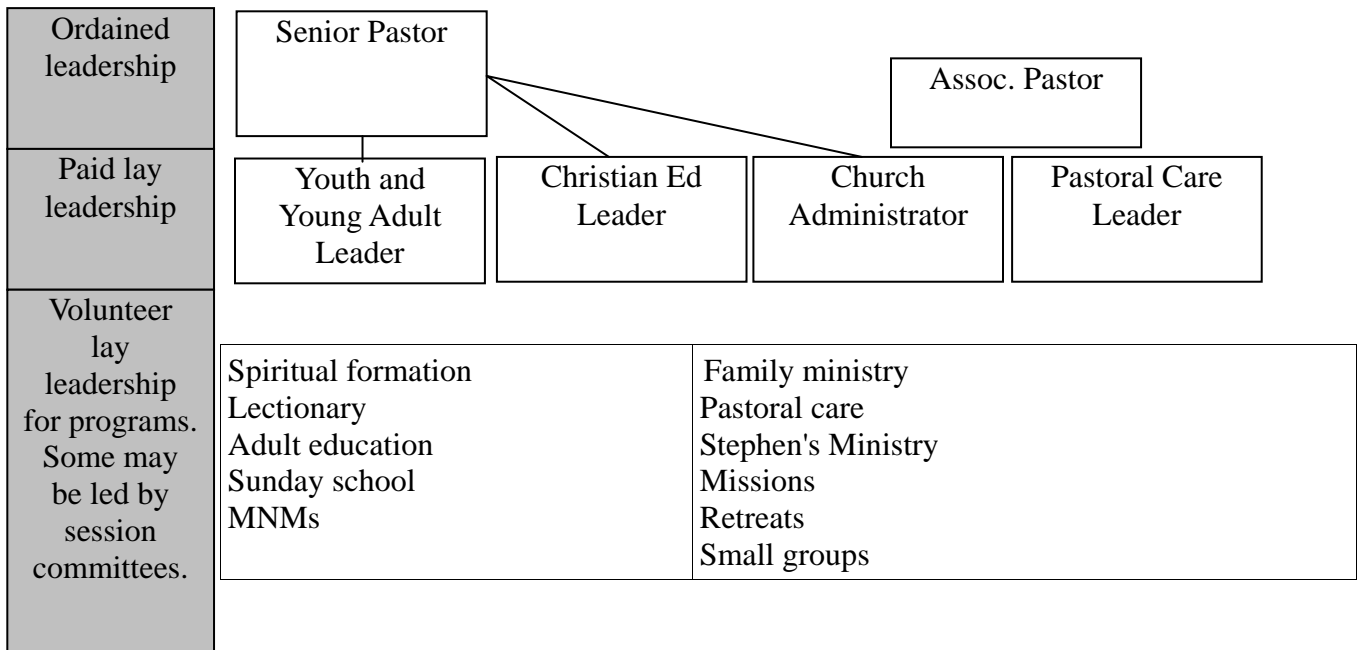 Ordained
leadership
Senior Pastor
Assoc. Pastor
Paid lay
leadership
Youth and
Young Adult
Leader
Christian Ed
Leader
Church
Administrator
Pastoral Care
Leader
Volunteer
lay
leadership
for programs.
Some may
be led by
session
committees.
Spiritual formation
Lectionary
Adult education
Sunday school
MNMs
Family ministry
Pastoral care
Stephen's Ministry
Missions
Retreats
Small groups